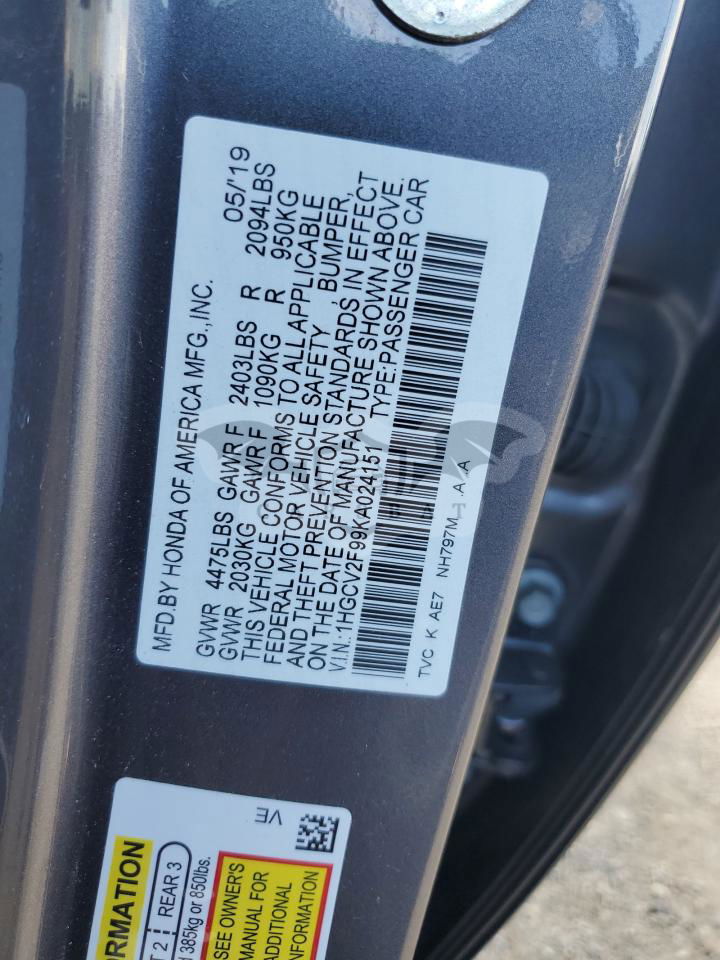 MFD.BY HONDA OF AMERICA MFG.,INC. 05/'19
GVWR 4475LBS GAWR F 2403LBS R 2094LBS
GVWR 2030KG GAWR F 1090KG R 950KG
THIS VEHICLE CONFORMS TO ALL APPLICABLE
FEDERAL MOTOR VEHICLE SAFETY , BUMPER,
AND THEFT PREVENTION STANDARDS IN EFFECT
ON THE DATE OF MANUFACTURE SHOWN ABOVE.
V.I.N.:1HGCV2F99KA024151 TYPE:PASSENGER CAR
TVC K AE7 NH797M
VE
ORMATION
T 2 REAR 3
385kg or 850lbs.
SEE OWNER'S
MANUAL FOR
ADDITIONAL